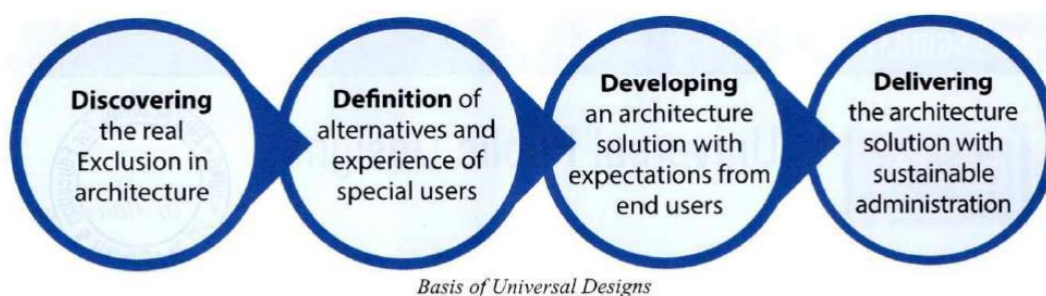 Discovering
the real
Exclusion in
architecture
Definition of
alternatives and
experience of
special users
Developing
an architecture
solution with
expectations from
end users
Delivering
the architecture
solution with
sustainable
administration
Basis of Universal Designs